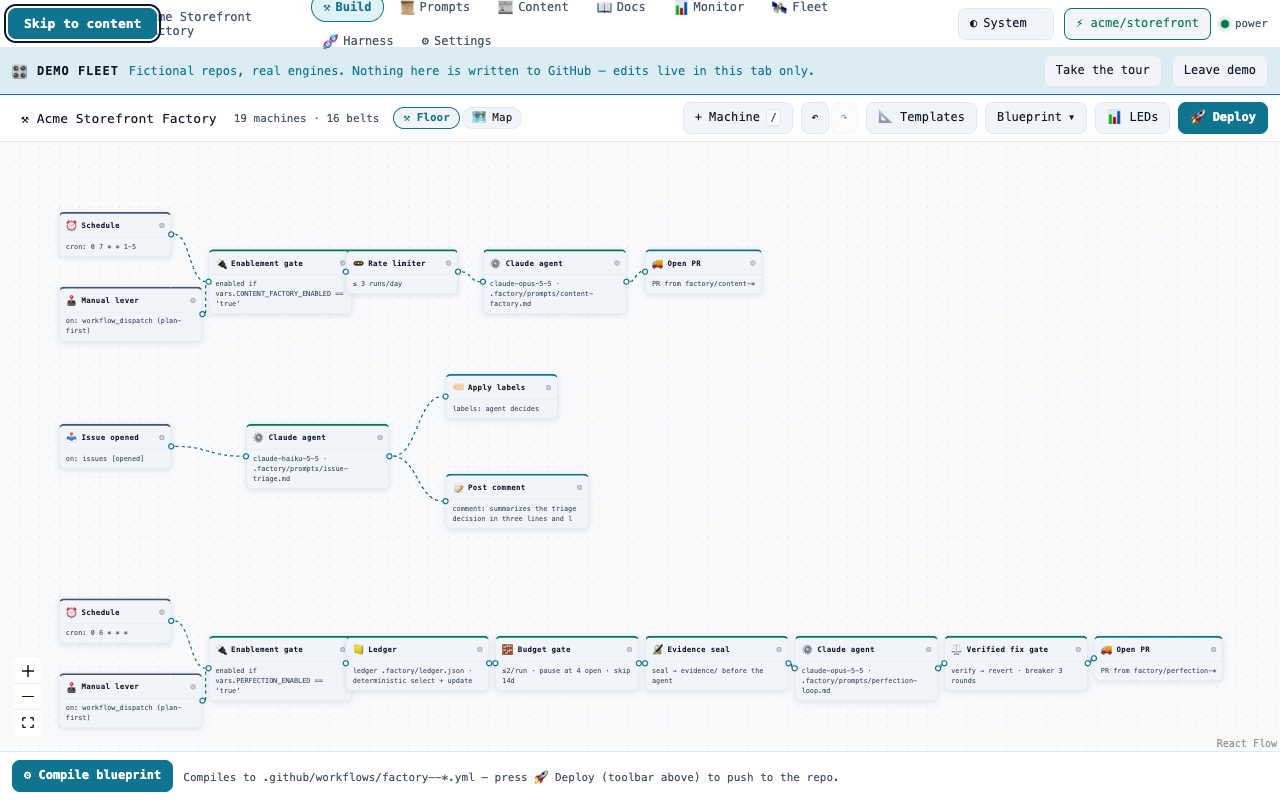 Skip to content
me Storefront
ctory
⚒ Build
Prompts
Content
Docs
Monitor
Fleet
Harness
⚙ Settings
◐ System
⚡ acme/storefront
power
DEMO FLEET
Fictional repos, real engines. Nothing here is written to GitHub — edits live in this tab only.
Take the tour
Leave demo
⚒ Acme Storefront Factory
19 machines · 16 belts
⚒ Floor
Map
+ Machine /
↶
↷
Templates
Blueprint ▾
LEDs
Deploy
Schedule
cron: 0 7 * * 1-5
Manual lever
on: workflow_dispatch (plan-
first)
Enablement gate
enabled if
vars.CONTENT_FACTORY_ENABLED ==
'true'
Rate limiter
≤ 3 runs/day
Claude agent
claude-opus-5-5 ·
.factory/prompts/content-
factory.md
Open PR
PR from factory/content-*
Apply labels
labels: agent decides
Issue opened
on: issues [opened]
Claude agent
claude-haiku-5-5 ·
.factory/prompts/issue-
triage.md
Post comment
comment: summarizes the triage
decision in three lines and l
Schedule
cron: 0 6 * * *
Manual lever
on: workflow_dispatch (plan-
first)
Enablement gate
enabled if
vars.PERFECTION_ENABLED ==
'true'
Ledger
ledger .factory/ledger.json ·
deterministic select + update
Budget gate
≤2/run · pause at 4 open · skip
14d
Evidence seal
seal → evidence/ before the
agent
Claude agent
claude-opus-5-5 ·
.factory/prompts/perfection-
loop.md
Verified fix gate
verify → revert · breaker 3
rounds
Open PR
PR from factory/perfection-*
React Flow
⚙ Compile blueprint
Compiles to .github/workflows/factory--*.yml — press 🚀 Deploy (toolbar above) to push to the repo.